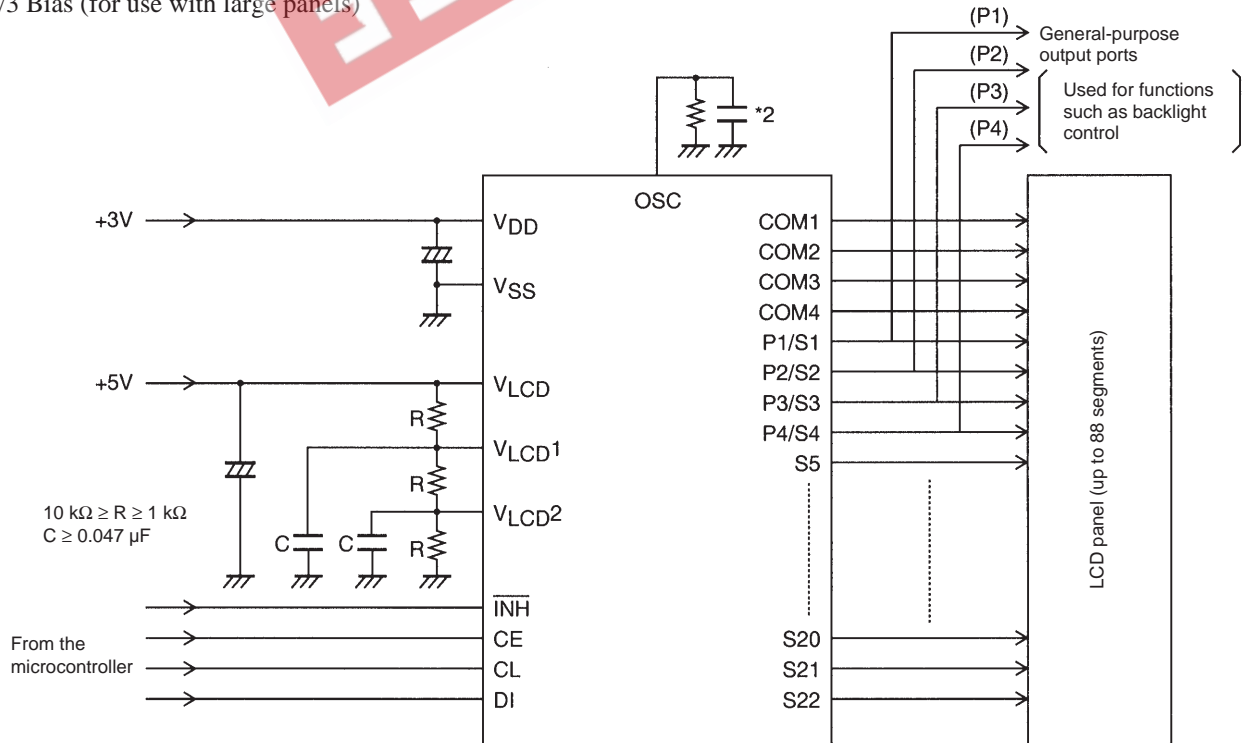 /3 Bias (for use with large panels)
(P1)
(P2)
(P3)
(P4)
General-purpose
output ports
Used for functions
such as backlight
control
*2
OSC
+3V
VDD
VSS
+5V
VLCD
R
VLCD1
R
VLCD2
R
C
C
10 kΩ ≥ R ≥ 1 kΩ
C ≥ 0.047 µF
INH
CE
CL
DI
From the
microcontroller
COM1
COM2
COM3
COM4
P1/S1
P2/S2
P3/S3
P4/S4
S5
S20
S21
S22
LCD panel (up to 88 segments)